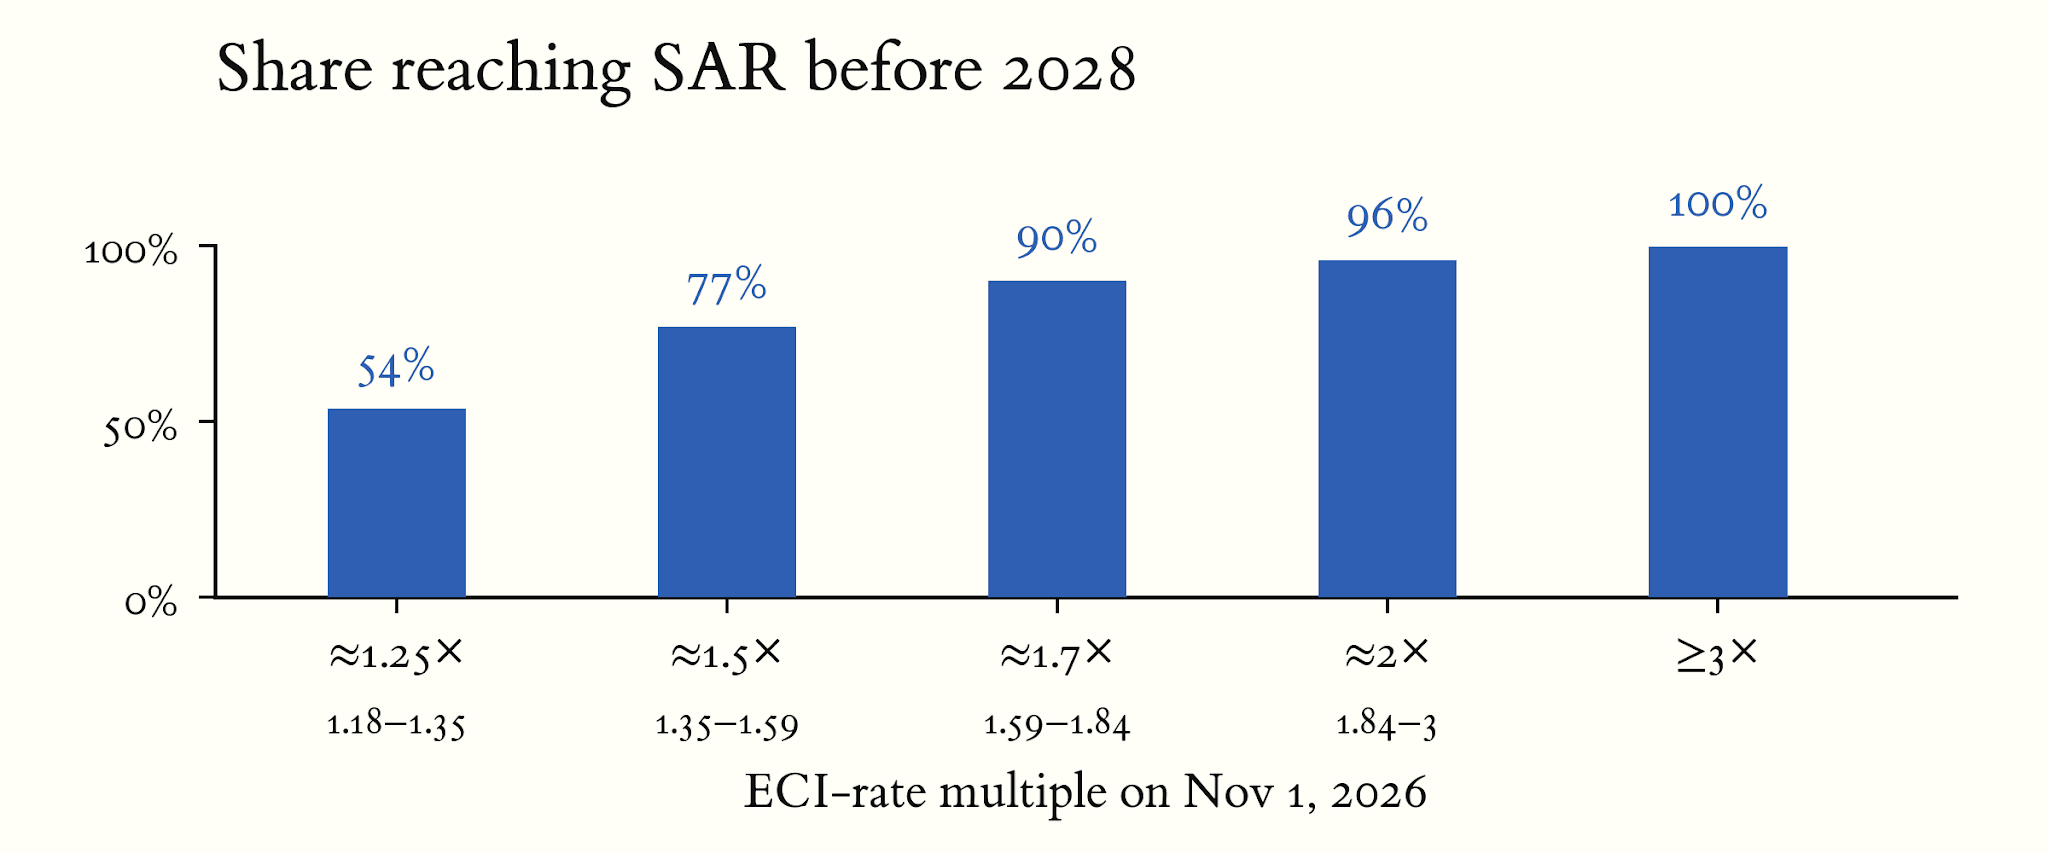 Share reaching SAR before 2028
100%
50%
0%
54%
77%
90%
96%
100%
≈1.25× ≈1.5× ≈1.7× ≈2× ≥3×
1.18–1.35 1.35–1.59 1.59–1.84 1.84–3
ECI-rate multiple on Nov 1, 2026